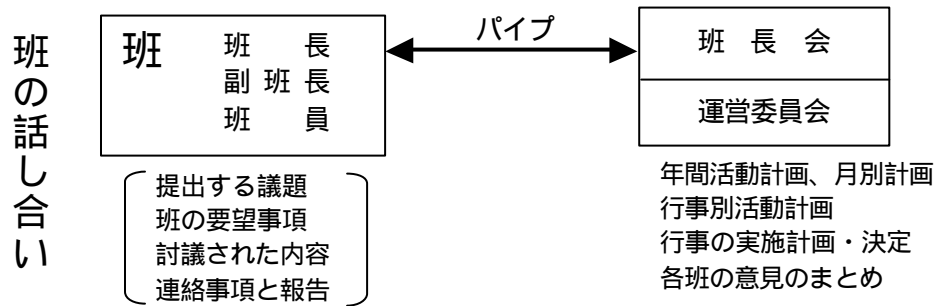 班の話し合い
班
班長
副班長
班員
パイプ
班長会
運営委員会
提出する議題
班の要望事項
討議された内容
連絡事項と報告
年間活動計画、月別計画
行事別活動計画
行事の実施計画・決定
各班の意見のまとめ